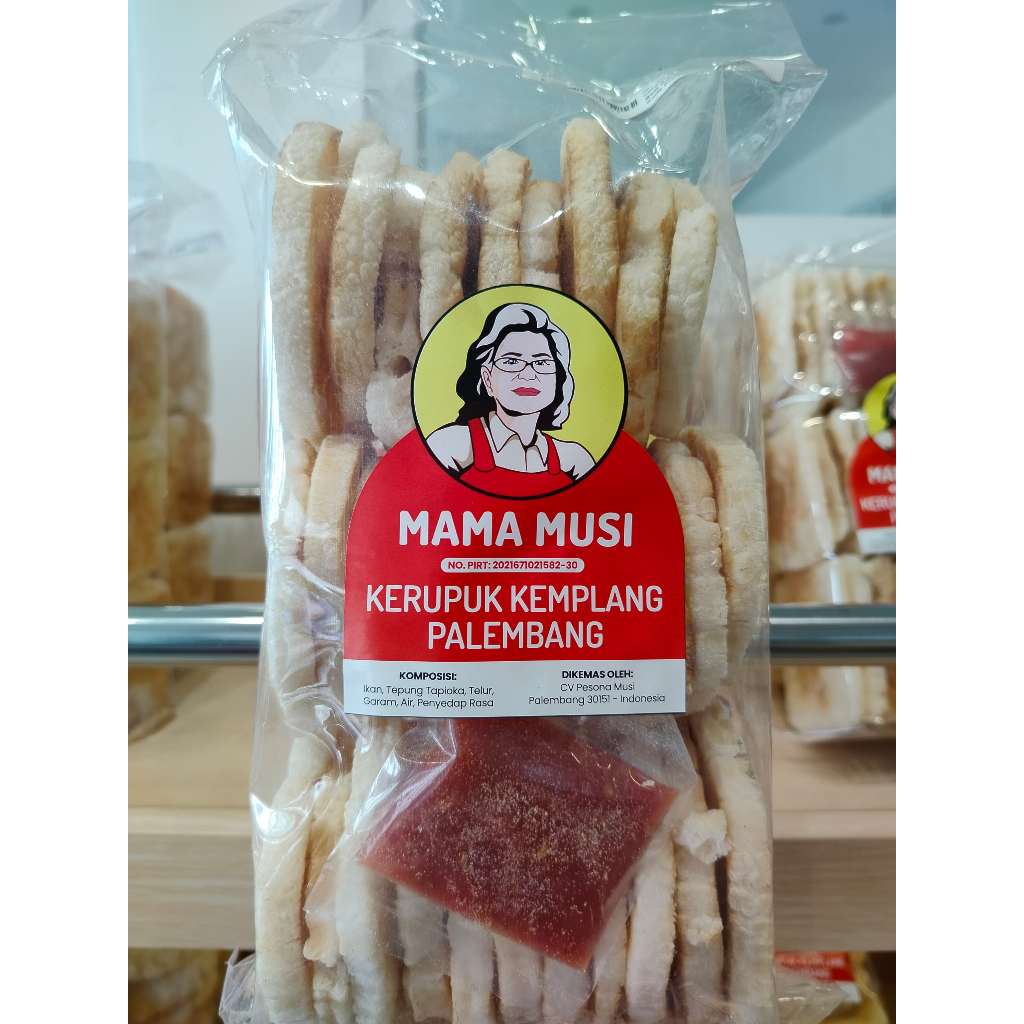 MAMA MUSI
NO. PIRT: 2021671021582-30
KERUPUK KEMPLANG
PALEMBANG
KOMPOSISI:
Ikan, Tepung Tapioka, Telur,
Garam, Air, Penyedap Rasa
DIKEMAS OLEH:
CV Pesona Musi
Palembang 30151 - Indonesia